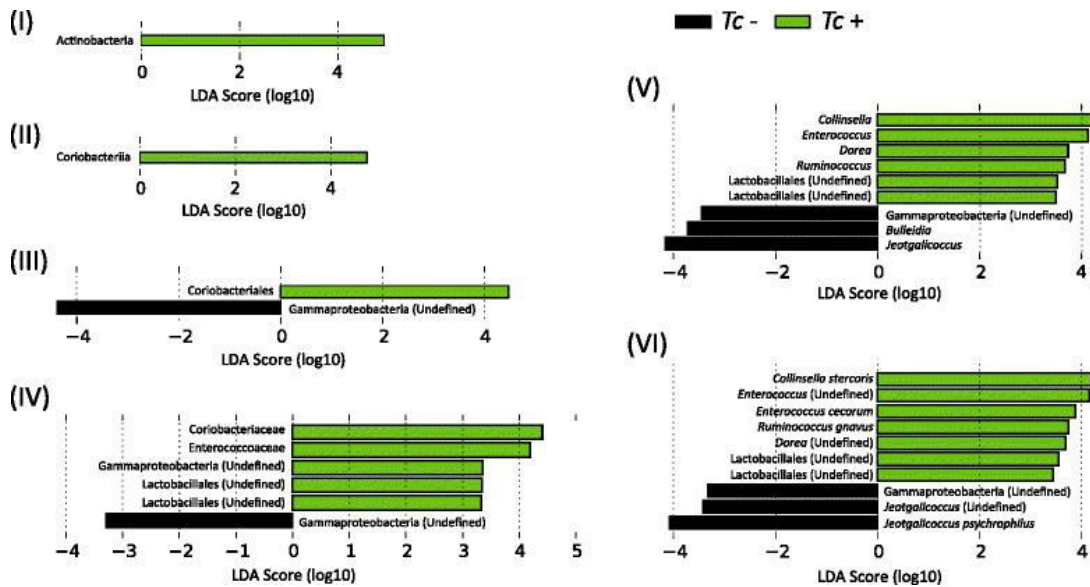 Tc - Tc +
(I)
Actinobacteria
0 2 4
LDA Score (log10)
(II)
Coriobacteriia
0 2 4
LDA Score (log10)
(III)
Coriobacteriales
Gammaproteobacteria (Undefined)
−4 −2 0 2 4
LDA Score (log10)
(IV)
Coriobacteriaceae
Enterococcaceae
Gammaproteobacteria (Undefined)
Lactobacillales (Undefined)
Lactobacillales (Undefined)
Gammaproteobacteria (Undefined)
−4 −3 −2 −1 0 1 2 3 4 5
LDA Score (log10)
(V)
Collinsella
Enterococcus
Dorea
Ruminococcus
Lactobacillales (Undefined)
Lactobacillales (Undefined)
Gammaproteobacteria (Undefined)
Bulleidia
Jeotgalicoccus
−4 −2 0 2 4
LDA Score (log10)
(VI)
Collinsella stercoris
Enterococcus (Undefined)
Enterococcus cecorum
Ruminococcus gnavus
Dorea (Undefined)
Lactobacillales (Undefined)
Lactobacillales (Undefined)
Gammaproteobacteria (Undefined)
Jeotgalicoccus (Undefined)
Jeotgalicoccus psychrophilus
−4 −2 0 2 4
LDA Score (log10)